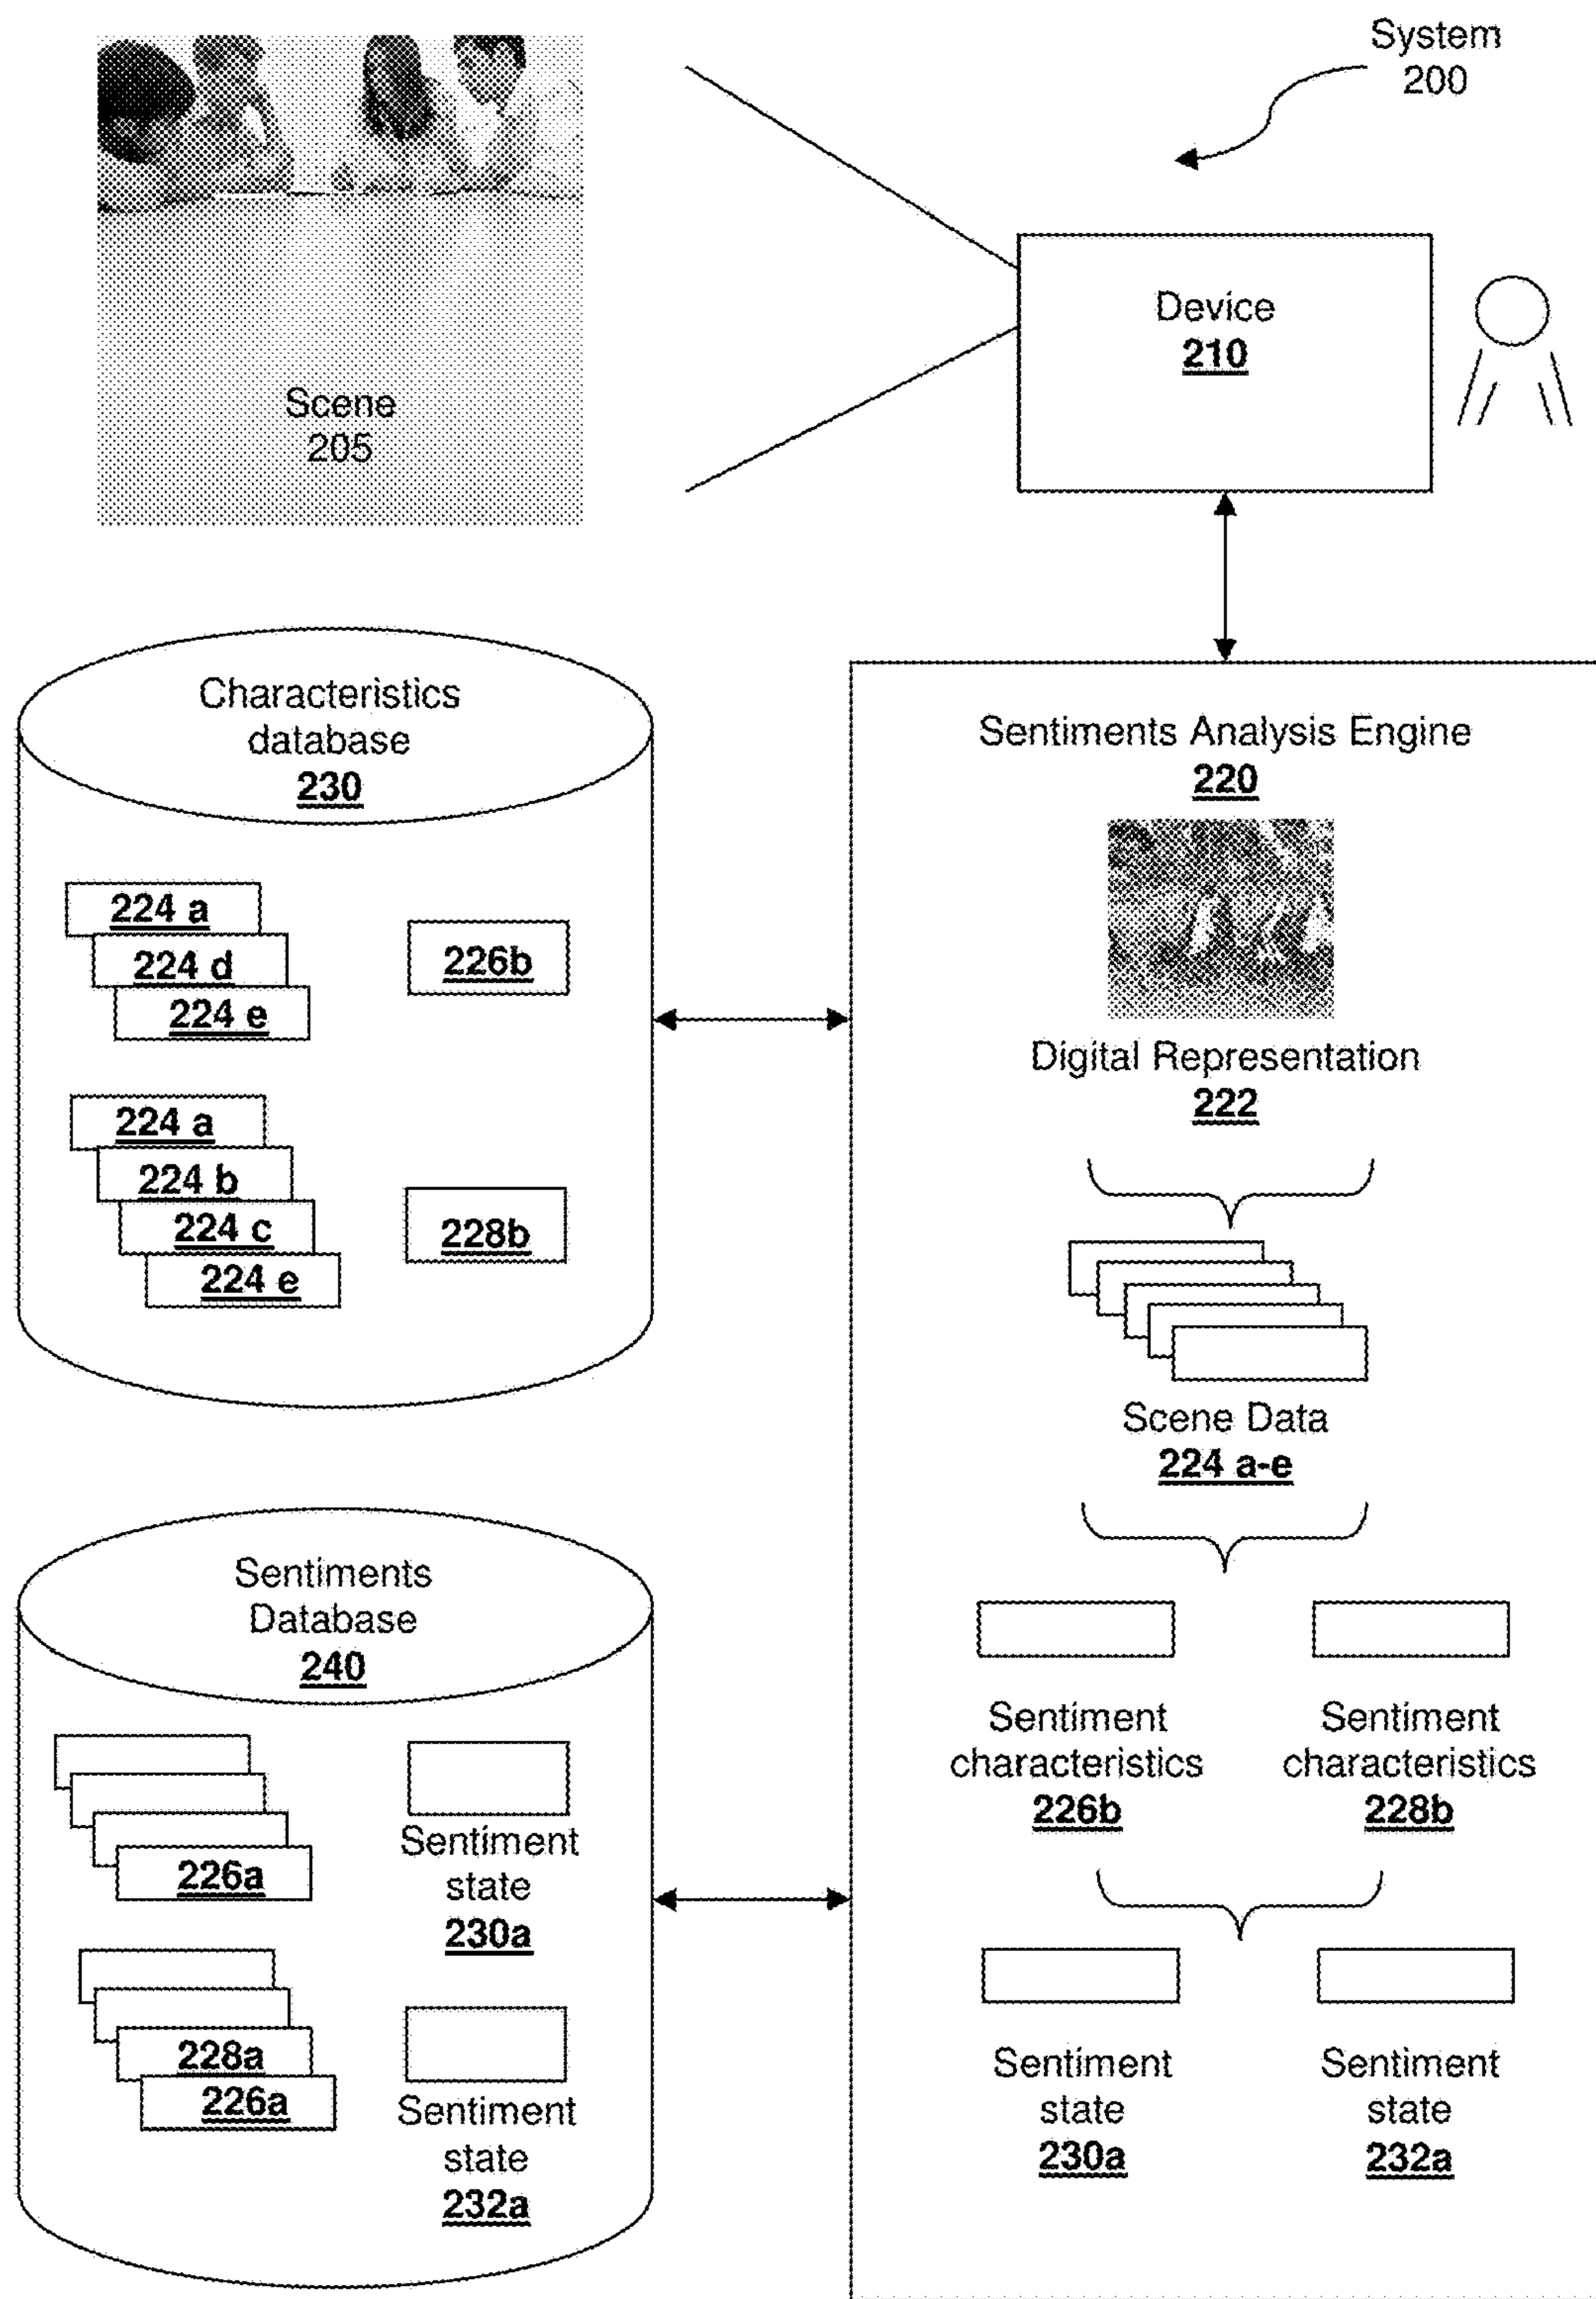 System
200
Scene
205
Device
210
Characteristics
database
230
224 a
224 d
224 e
226b
224 a
224 b
224 c
224 e
228b
Sentiments Analysis Engine
220
Digital Representation
222
Scene Data
224 a-e
Sentiment
characteristics
226b
Sentiment
characteristics
228b
Sentiment
state
230a
Sentiment
state
232a
Sentiments
Database
240
226a
Sentiment
state
230a
228a
226a
Sentiment
state
232a